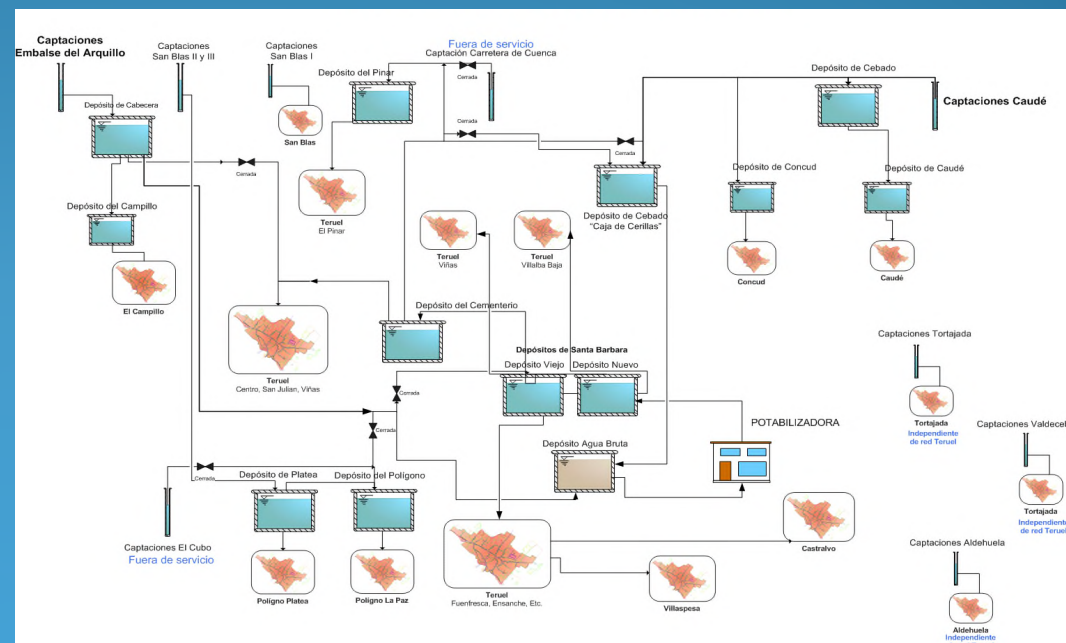 Captaciones
Embalse del Arquillo
Captaciones
San Blas II y III
Captaciones
San Blas I
Fuera de servicio
Captación Carretera de Cuenca
Depósito del Pinar
Cerrada
Depósito de Cebado
Captaciones Caudé
Depósito de Cabecera
San Blas
Cerrada
Cerrada
Cerrada
Depósito de Concud
Depósito de Caudé
Depósito del Campillo
Teruel
El Pinar
Depósito de Cebado
"Caja de Cerillas"
Teruel
Viñas
Teruel
Villalba Baja
Concud
Caudé
El Campillo
Depósito del Cementerio
Captaciones Tortajada
Depósitos de Santa Barbara
Depósito Viejo
Depósito Nuevo
Teruel
Centro, San Julian, Viñas
Cerrada
Tortajada
Independiente
de red Teruel
Captaciones Valdecel
POTABILIZADORA
Cerrada
Depósito Agua Bruta
Cerrada
Depósito de Platea
Depósito del Polígono
Tortajada
Independiente
de red Teruel
Captaciones El Cubo
Fuera de servicio
Castralvo
Captaciones Aldehuela
Polígno Platea
Polígno La Paz
Teruel
Fuenfresca, Ensanche, Etc.
Villaspesa
Aldehuela
Independiente